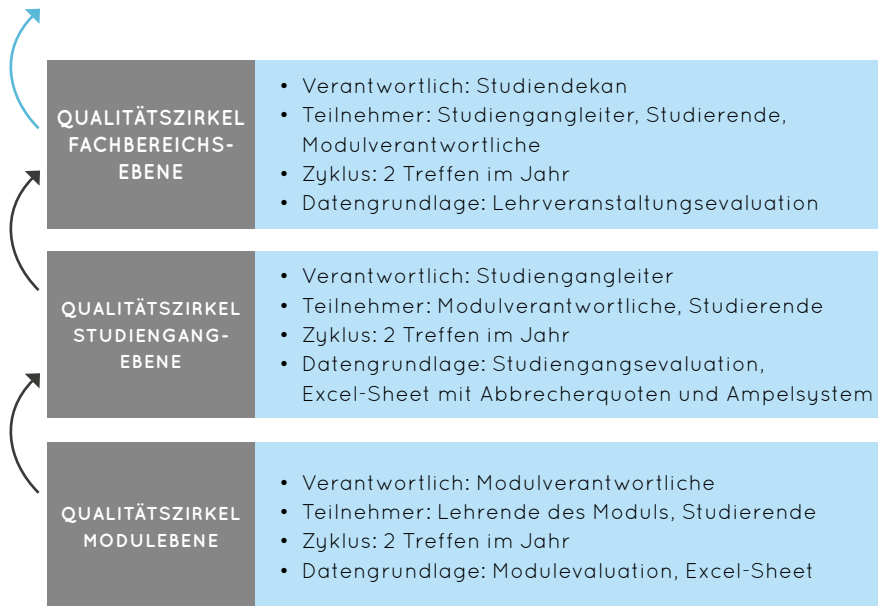 QUALITÄTSZIRKEL
FACHBEREICHS-
EBENE
• Verantwortlich: Studiendekan
• Teilnehmer: Studiengangleiter, Studierende,
Modulverantwortliche
• Zyklus: 2 Treffen im Jahr
• Datengrundlage: Lehrveranstaltungsevaluation
QUALITÄTSZIRKEL
STUDIENGANG-
EBENE
• Verantwortlich: Studiengangleiter
• Teilnehmer: Modulverantwortliche, Studierende
• Zyklus: 2 Treffen im Jahr
• Datengrundlage: Studiengangsevaluation,
Excel-Sheet mit Abbrecherquoten und Ampelsystem
QUALITÄTSZIRKEL
MODULEBENE
• Verantwortlich: Modulverantwortliche
• Teilnehmer: Lehrende des Moduls, Studierende
• Zyklus: 2 Treffen im Jahr
• Datengrundlage: Modulevaluation, Excel-Sheet